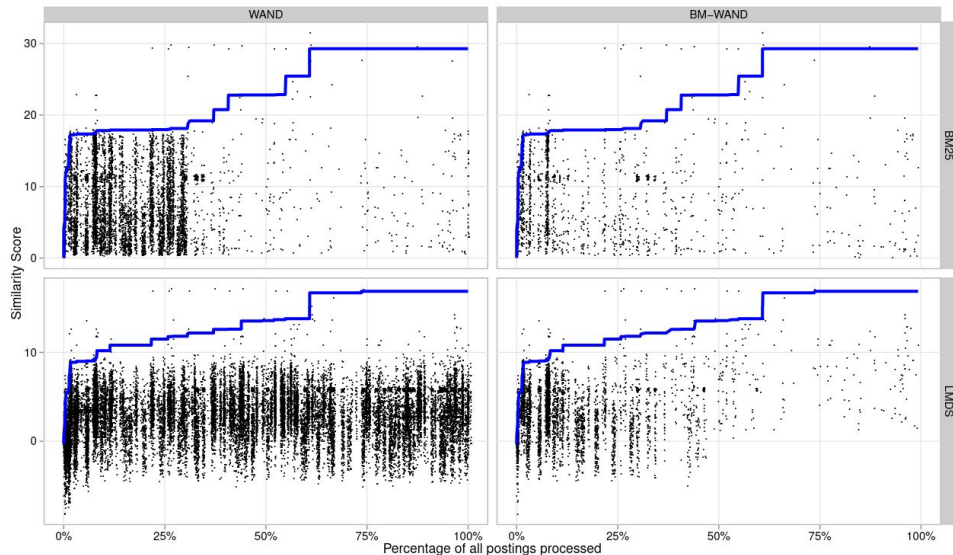 WAND
BM-WAND
30
20
10
0
BM25
10
0
LMDS
Similarity Score
0%
25%
50%
75%
100%
0%
25%
50%
75%
100%
Percentage of all postings processed